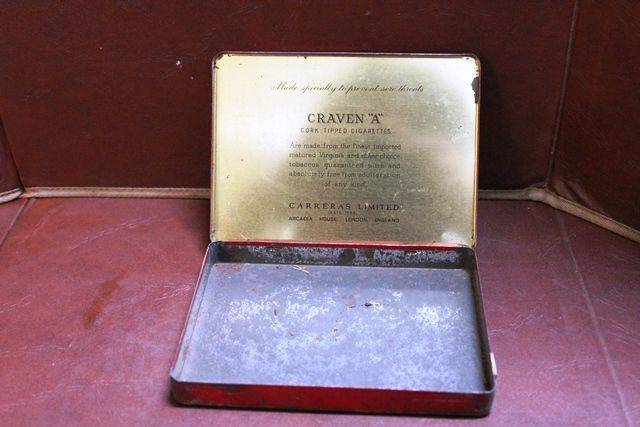 Made specially to prevent sore throats
CRAVEN "A"
CORK TIPPED CIGARETTES
Are made from the finest imported
matured Virginia and other choice
tobaccos guaranteed pure and
absolutely free from adulteration
of any kind.
CARRERAS LIMITED
ARCADIA HOUSE, LONDON, ENGLAND